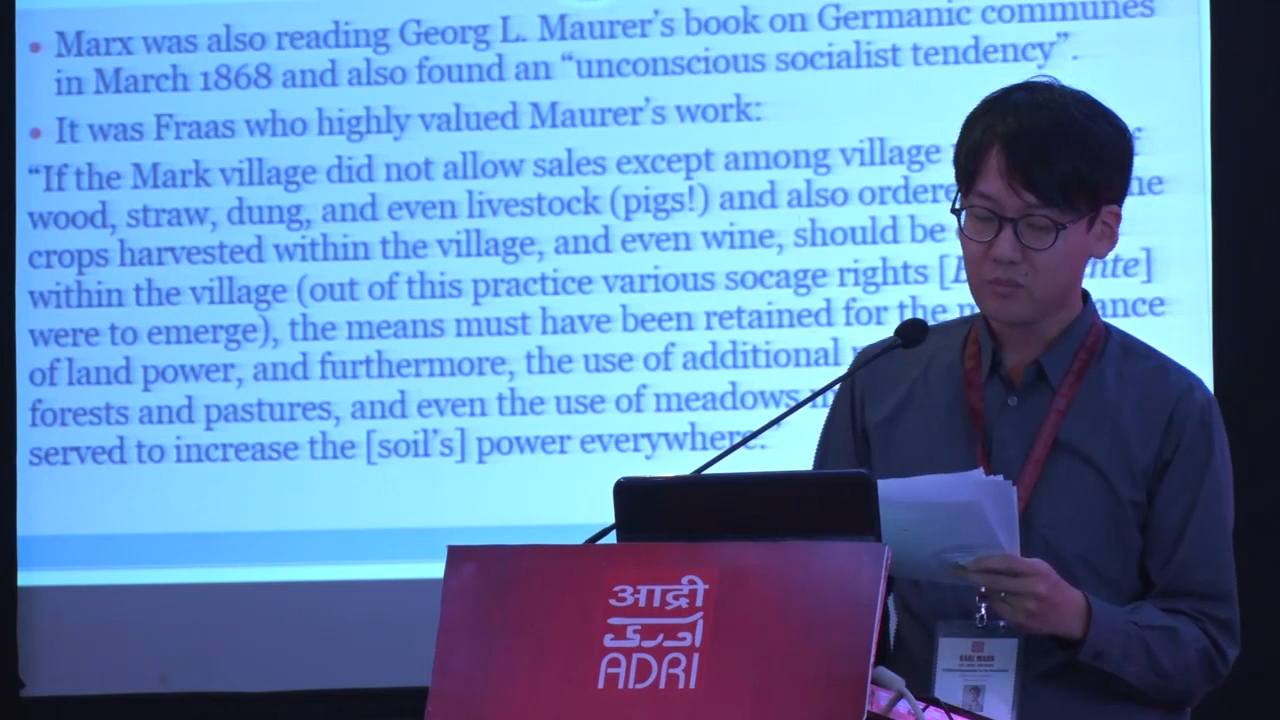 • Marx was also reading Georg L. Maurer’s book on Germanic communes
in March 1868 and also found an “unconscious socialist tendency”.
• It was Fraas who highly valued Maurer’s work:
“If the Mark village did not allow sales except among village
wood, straw, dung, and even livestock (pigs!) and also
crops harvested within the village, and even wine, should be
within the village (out of this practice various socage rights [
were to emerge), the means must have been retained for the
of land power, and furthermore, the use of additional
forests and pastures, and even the use of meadows
served to increase the [soil’s] power everywhere.
आद्री
ADRI
KARL MARX